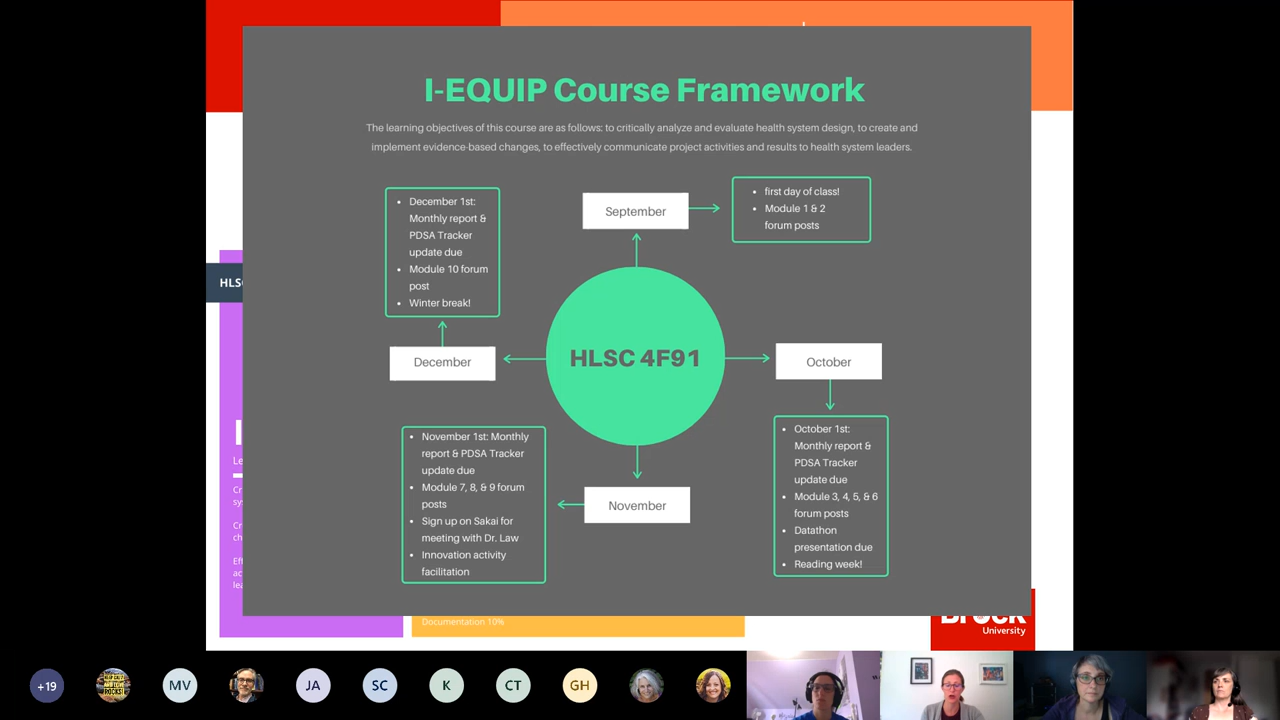 I-EQUIP Course Framework
The learning objectives of this course are as follows: to critically analyze and evaluate health system design, to create and
implement evidence-based changes, to effectively communicate project activities and results to health system leaders.
September
• first day of class!
• Module 1 & 2
forum posts
HLSC 4F91
October
• October 1st:
Monthly report &
PDSA Tracker
update due
• Module 3, 4, 5, & 6
forum posts
• Datathon
presentation due
• Reading week!
November
• November 1st: Monthly
report & PDSA Tracker
update due
• Module 7, 8, & 9 forum
posts
• Sign up on Sakai for
meeting with Dr. Law
• Innovation activity
facilitation
December
• December 1st:
Monthly report &
PDSA Tracker
update due
• Module 10 forum
post
• Winter break!
Documentation 10%
Brock
University
+19
MV
JA
SC
K
CT
GH